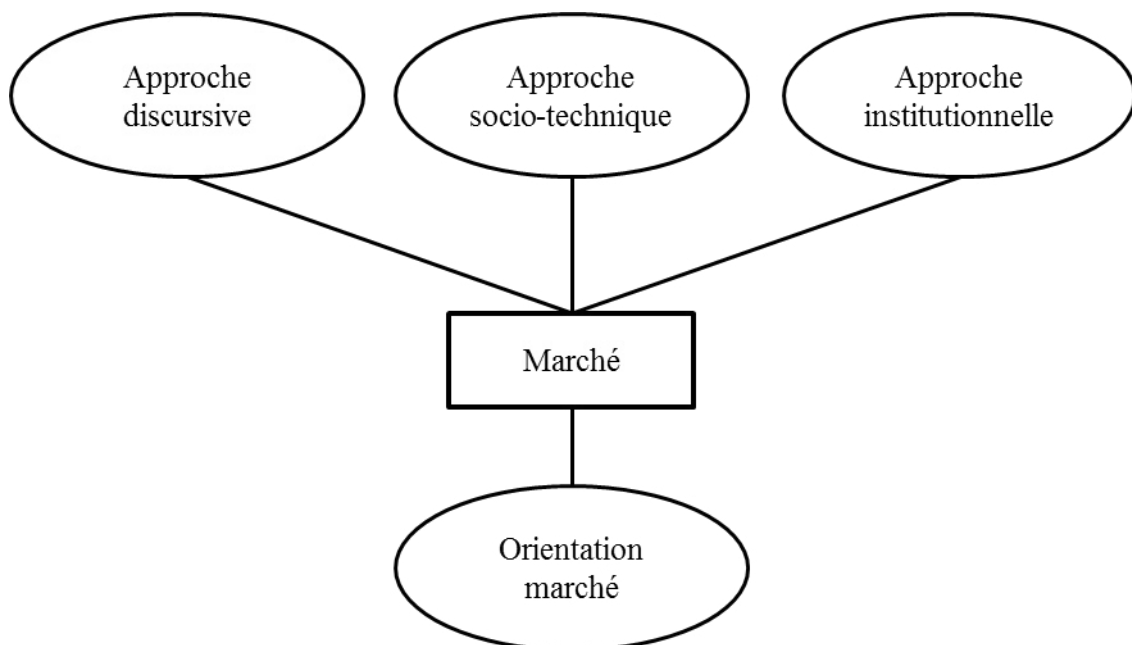 Approche
discursive
Approche
socio-technique
Approche
institutionnelle
Marché
Orientation
marché